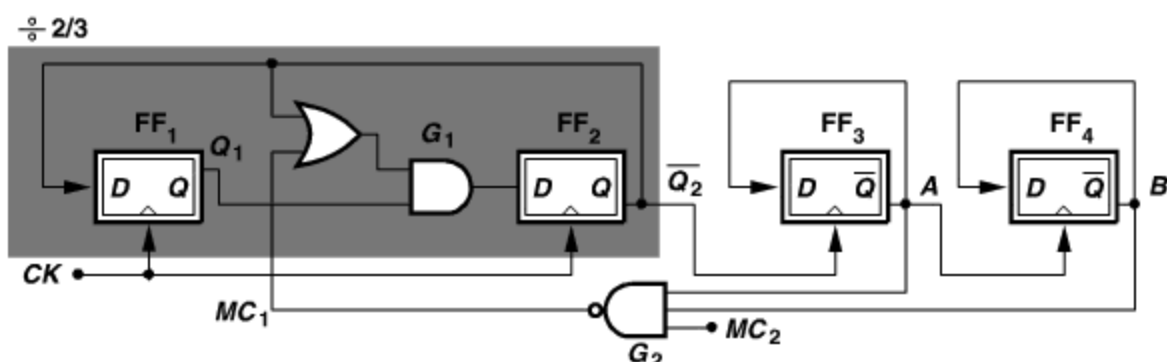 ÷ 2/3
FF1
Q1
G1
FF2
Q̅2
FF3
A
FF4
B
D Q
D Q
D Q̅
D Q̅
CK
MC1
MC2
G2